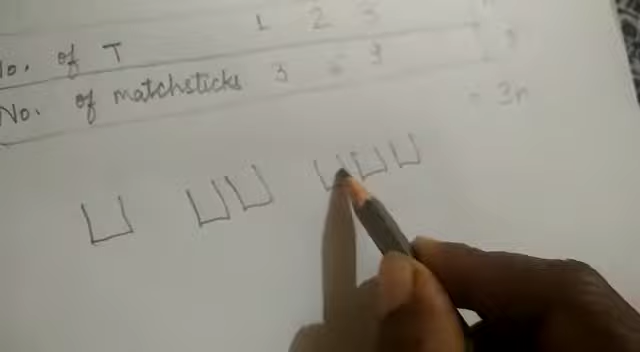 No. of T 1 2 3
No. of matchsticks 3 = 9
= 3n